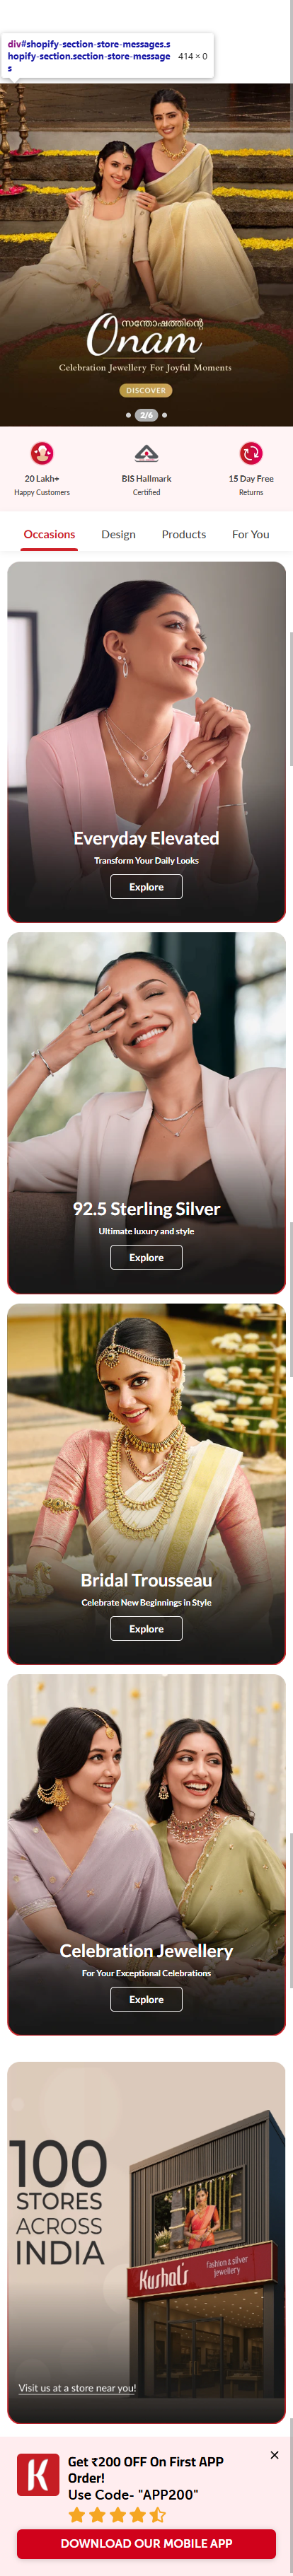 div#shopify-section-store-messages.s
hopify-section.section-store-message
s
414 × 0
Onam
സന്തോഷത്തിന്റെ
Celebration Jewellery For Joyful Moments
DISCOVER
2/6
20 Lakh+
Happy Customers
BIS Hallmark
Certified
15 Day Free
Returns
Occasions
Design
Products
For You
Everyday Elevated
Transform Your Daily Looks
Explore
92.5 Sterling Silver
Ultimate luxury and style
Explore
Bridal Trousseau
Celebrate New Beginnings in Style
Explore
Celebration Jewellery
For Your Exceptional Celebrations
Explore
100
STORES
ACROSS
INDIA
Kushal's
fashion & silver
jewellery
Visit us at a store near you!
K
Get ₹200 OFF On First APP
Order!
Use Code- "APP200"
DOWNLOAD OUR MOBILE APP